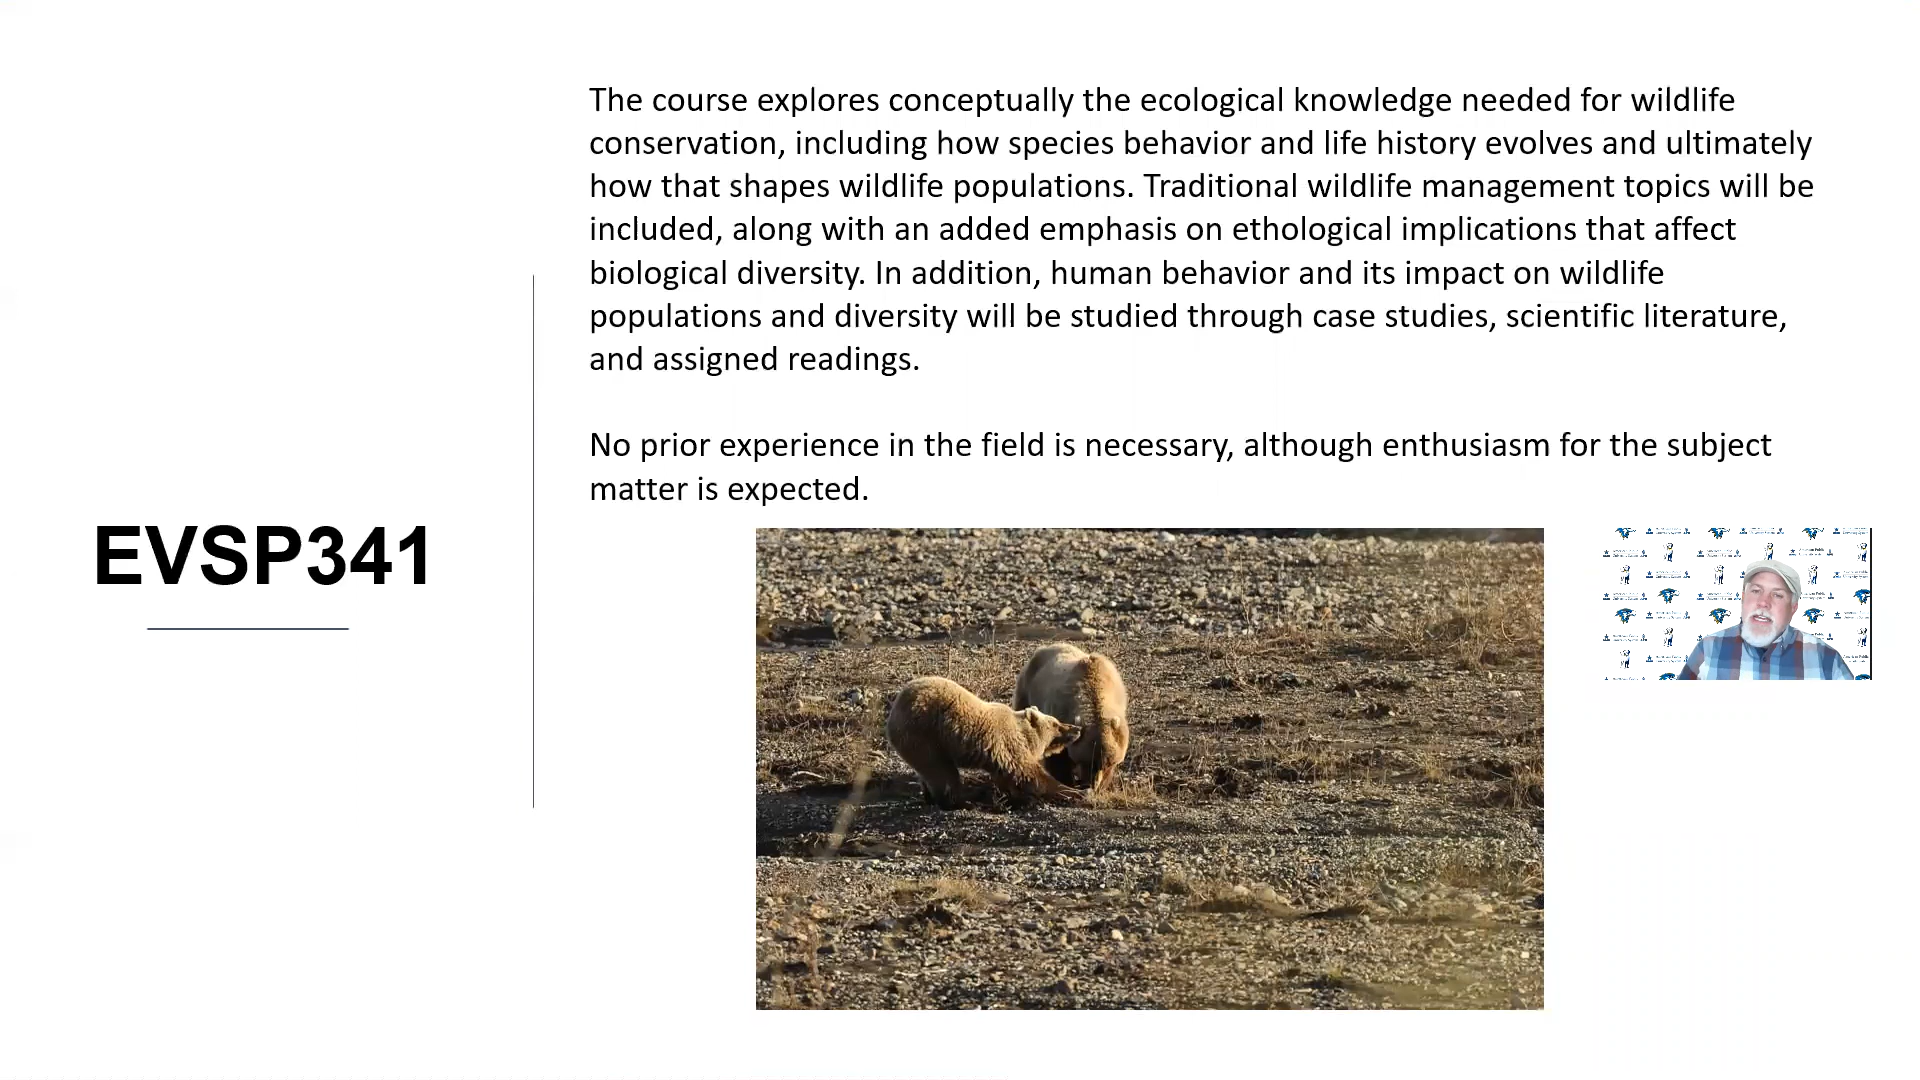 The course explores conceptually the ecological knowledge needed for wildlife
conservation, including how species behavior and life history evolves and ultimately
how that shapes wildlife populations. Traditional wildlife management topics will be
included, along with an added emphasis on ethological implications that affect
biological diversity. In addition, human behavior and its impact on wildlife
populations and diversity will be studied through case studies, scientific literature,
and assigned readings.
No prior experience in the field is necessary, although enthusiasm for the subject
matter is expected.
EVSP341